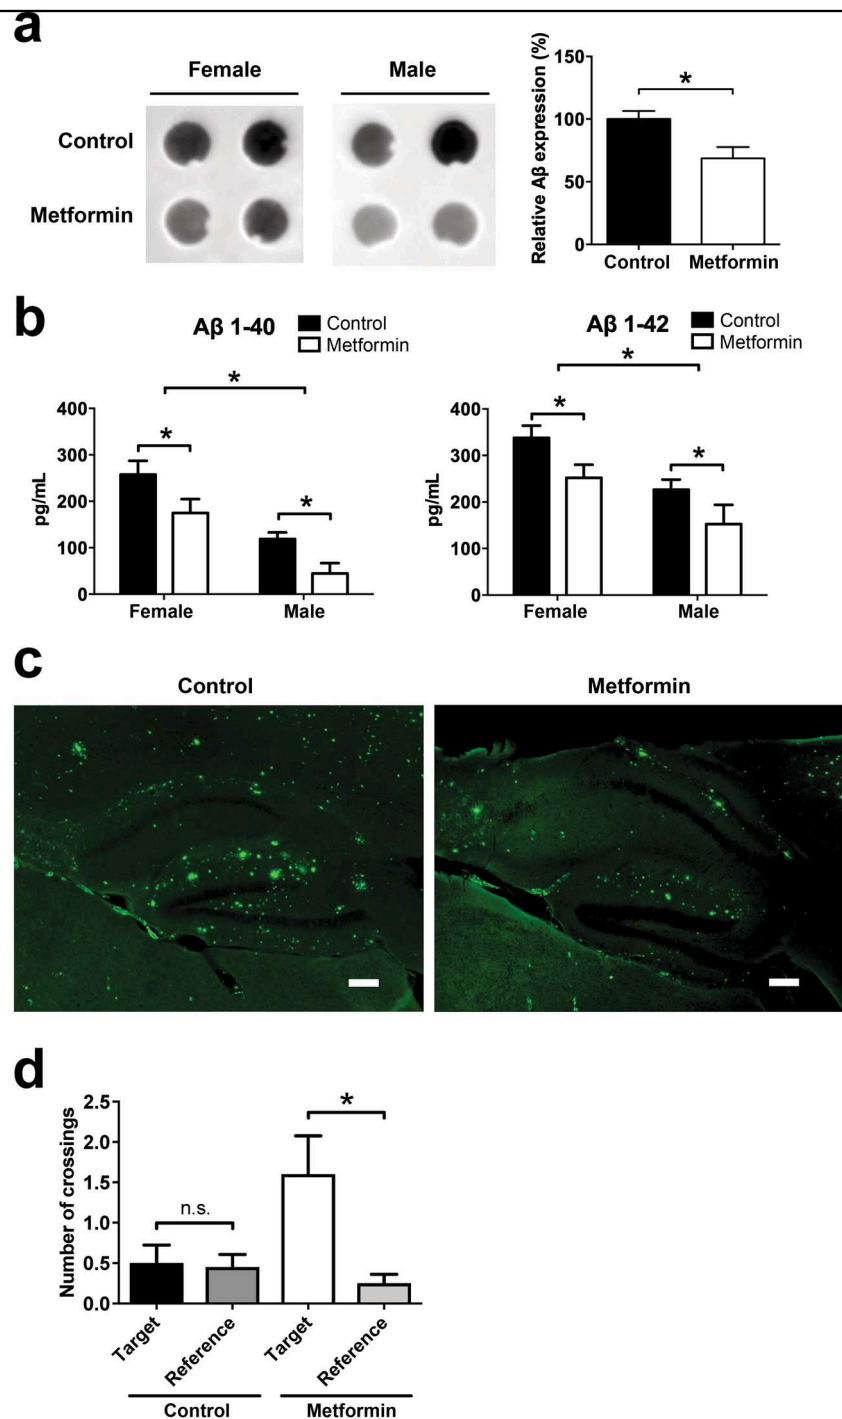 a
Female
Male
Control
Metformin
Relative Aβ expression (%)
150
100
50
0
*
Control
Metformin
b
Aβ 1-40
Control
Metformin
*
pg/mL
400
300
200
100
0
*
*
Female
Male
Aβ 1-42
Control
Metformin
*
pg/mL
400
300
200
100
0
*
*
Female
Male
c
Control
Metformin
d
Number of crossings
2.5
2.0
1.5
1.0
0.5
0.0
n.s.
*
Target
Reference
Target
Reference
Control
Metformin